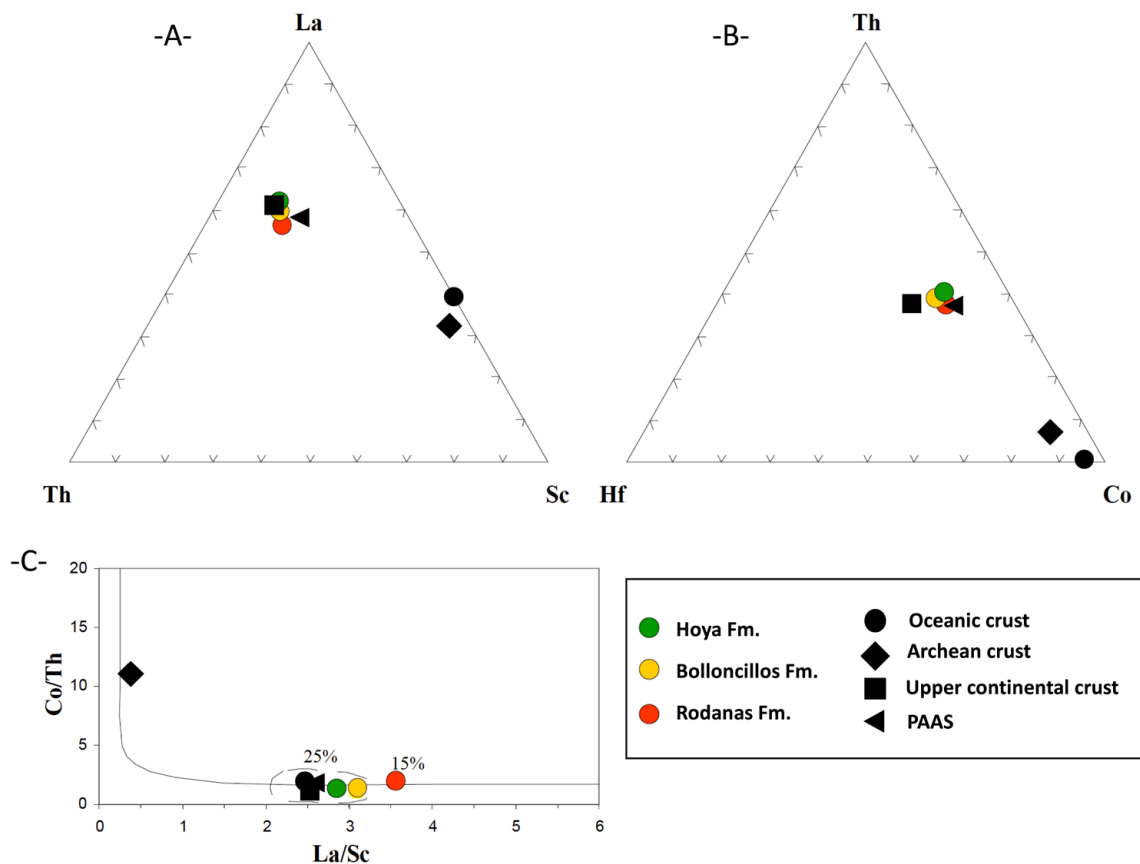 -A-
La
Th
Sc
-B-
Th
Hf
Co
-C-
Co/Th
20
15
10
5
0
25%
15%
0 1 2 3 4 5 6
La/Sc
Hoya Fm.
Bolloncillos Fm.
Rodanas Fm.
Oceanic crust
Archean crust
Upper continental crust
PAAS